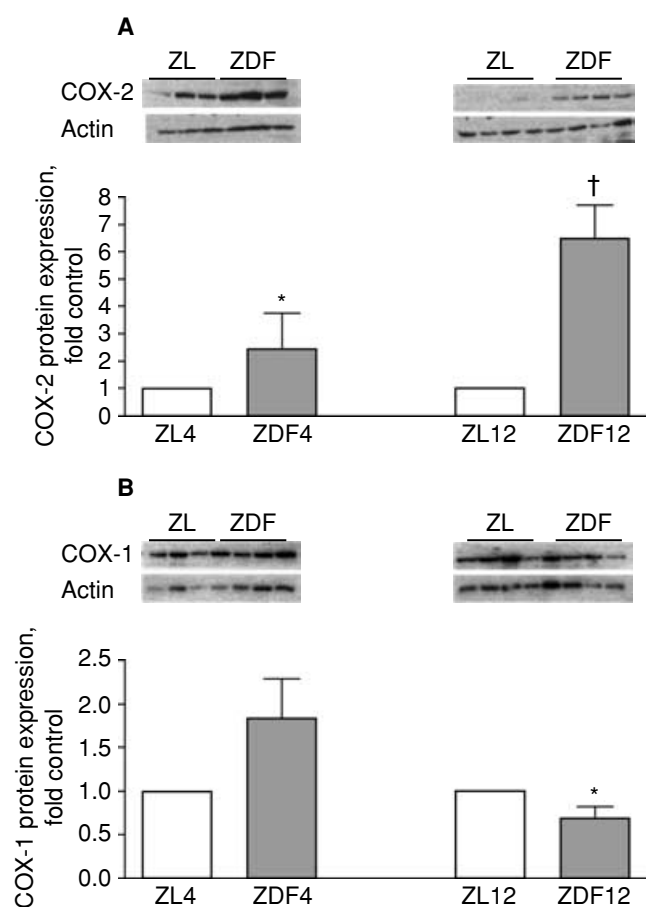 A
ZL ZDF ZL ZDF
COX-2
Actin
COX-2 protein expression,
fold control
8
7
6
5
4
3
2
1
0
*
†
ZL4 ZDF4 ZL12 ZDF12
B
ZL ZDF ZL ZDF
COX-1
Actin
COX-1 protein expression,
fold control
2.5
2.0
1.5
1.0
0.5
0.0
*
ZL4 ZDF4 ZL12 ZDF12